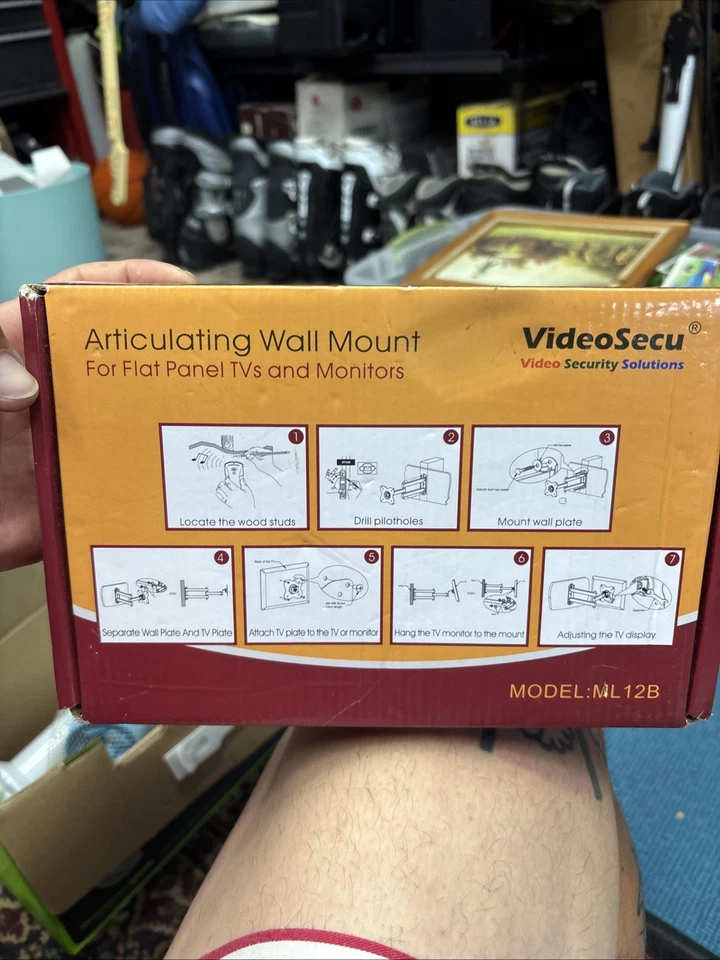 Articulating Wall Mount
For Flat Panel TVs and Monitors
VideoSecu®
Video Security Solutions
1
Locate the wood studs
2
Drill pilotholes
3
Mount wall plate
4
Separate Wall Plate And TV Plate
5
Attach TV plate to the TV or monitor
6
Hang the TV monitor to the mount
7
Adjusting the TV display
MODEL:ML12B